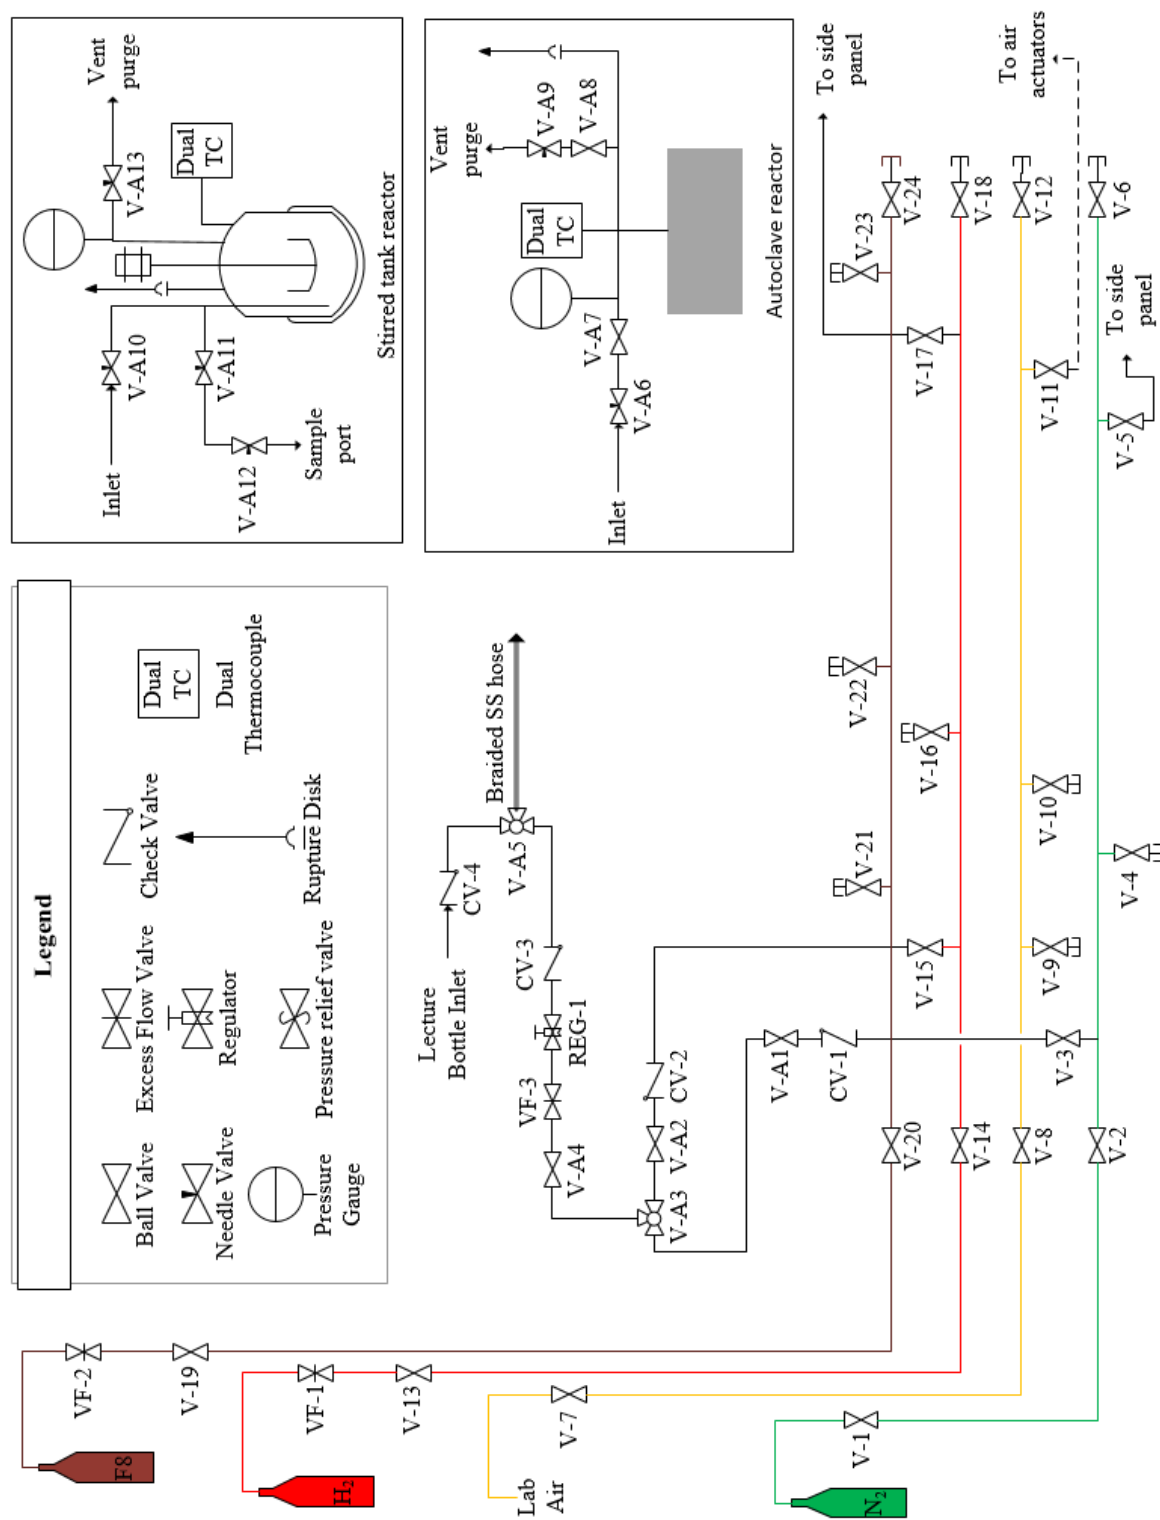 Legend
Ball Valve
Excess Flow Valve
Check Valve
Dual
TC
Dual
Thermocouple
Needle Valve
Regulator
Pressure
Gauge
Pressure relief valve
Rupture Disk
Vent
purge
V-A13
Dual
TC
V-A10
V-A11
Inlet
V-A12
Sample
port
Stirred tank reactor
Vent
purge
V-A9
V-A8
Dual
TC
V-A7
V-A6
Inlet
Autoclave reactor
Lecture
Bottle Inlet
CV-4
V-A5
Braided SS hose
CV-3
REG-1
VF-3
V-A4
CV-2
V-A2
V-A3
V-A1
CV-1
F8
VF-2
V-19
V-20
V-21
V-22
V-23
V-24
H2
VF-1
V-13
V-14
V-15
V-16
V-17
V-18
To side
panel
Lab
Air
V-7
V-8
V-9
V-10
V-11
V-12
To air
actuators
N2
V-1
V-2
V-3
V-4
V-5
V-6
To side
panel